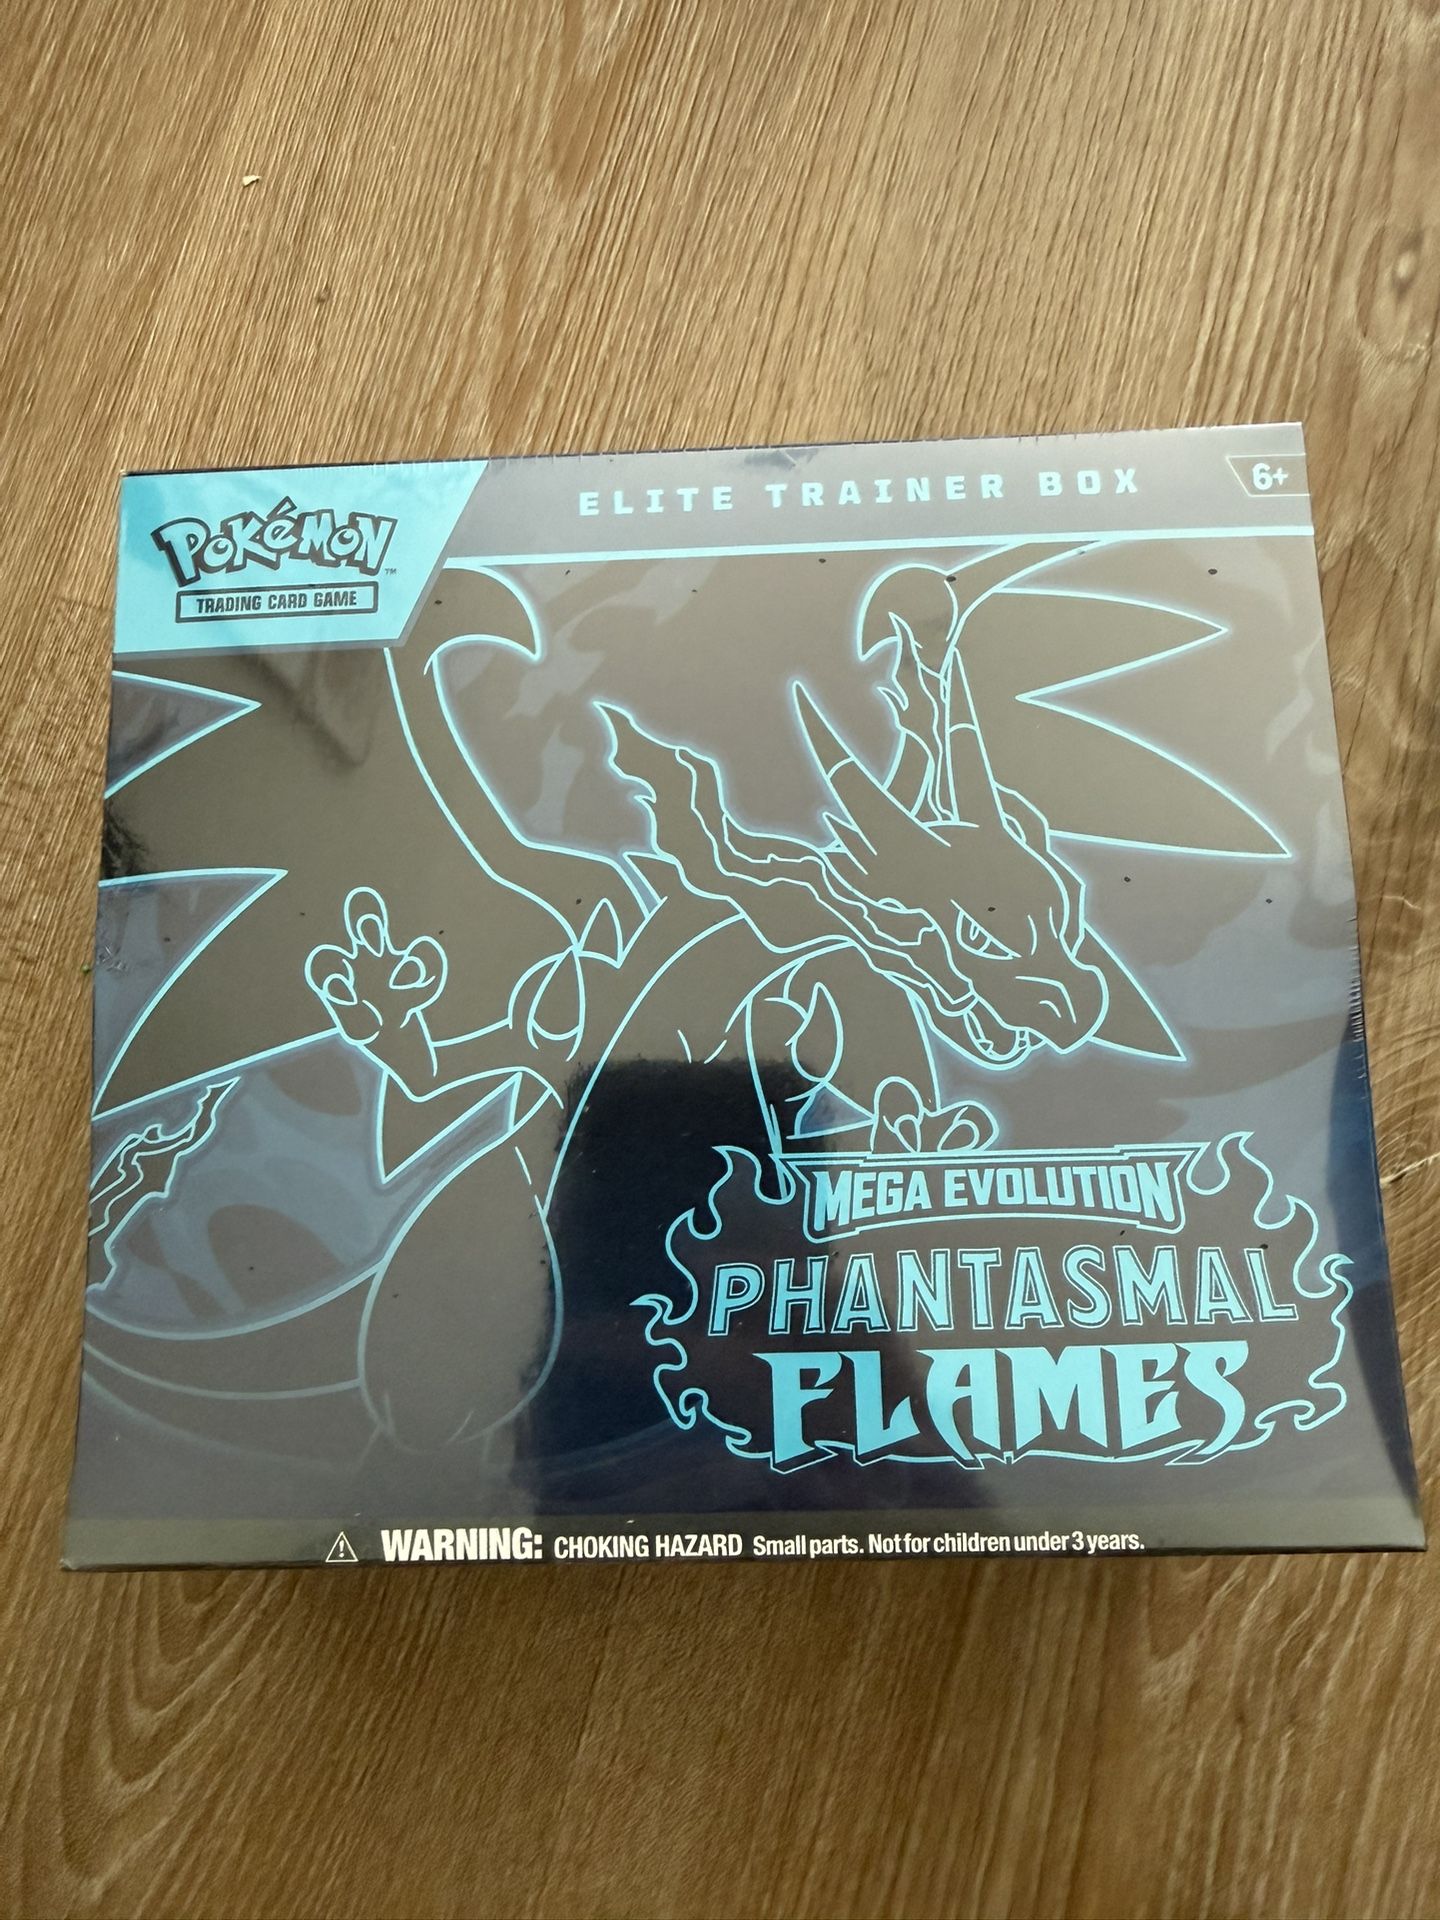 ELITE TRAINER BOX
6+
POKéMON™
TRADING CARD GAME
MEGA EVOLUTION
PHANTASMAL
FLAMES
⚠ WARNING: CHOKING HAZARD Small parts. Not for children under 3 years.